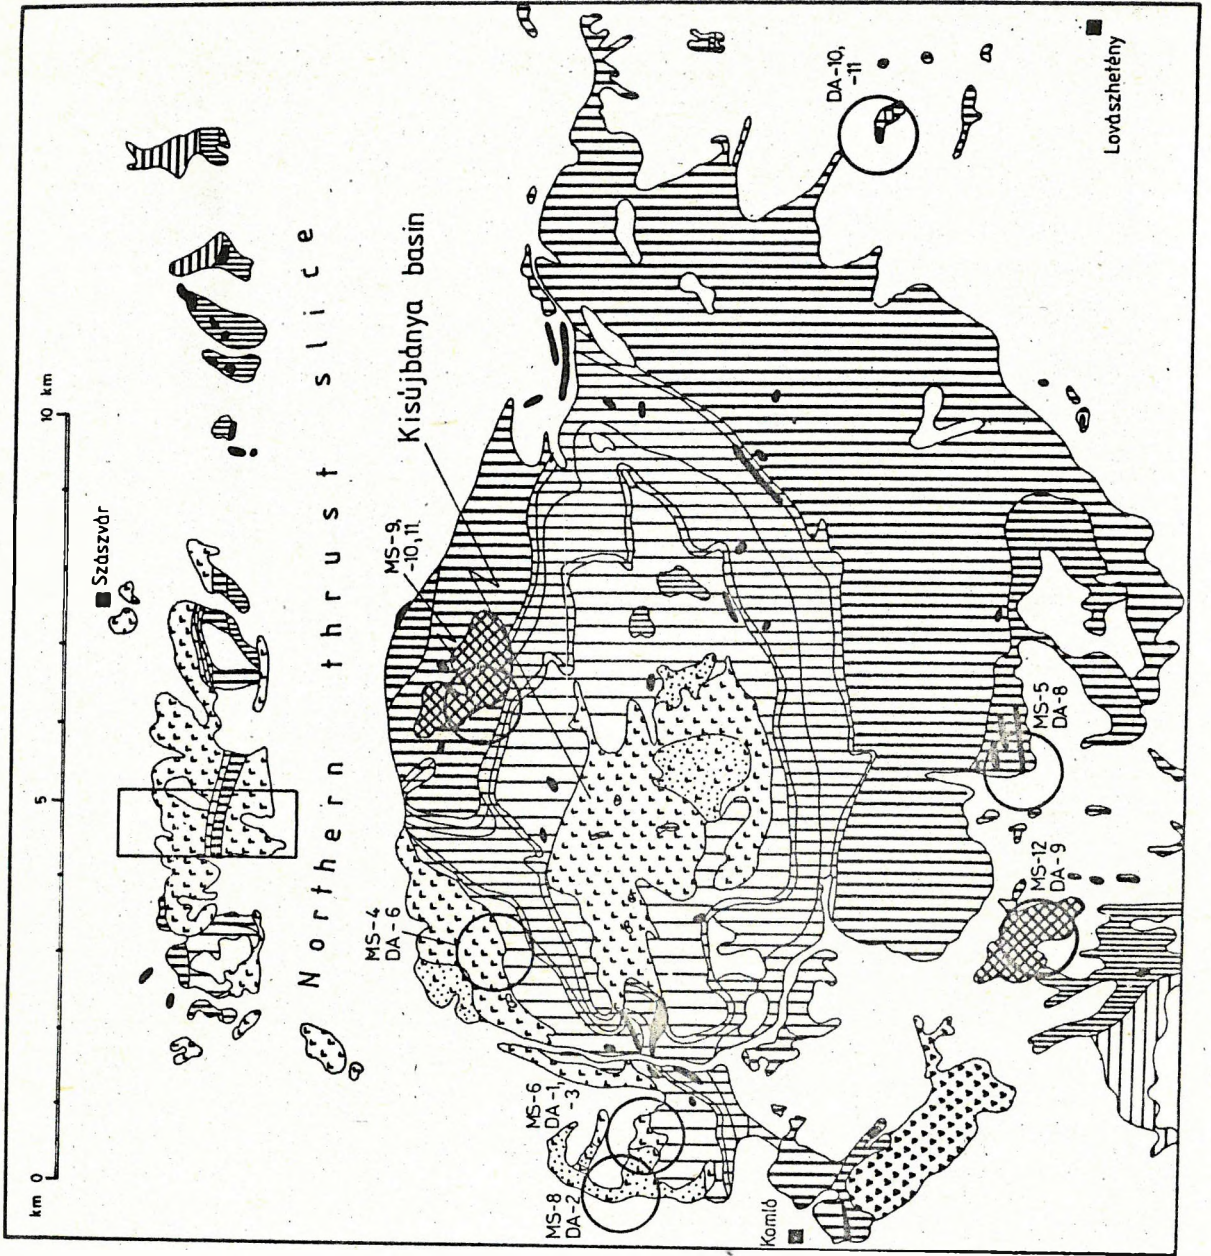 km 0
5
10 km
Szászvár
Northern thrust slice
Kisújbánya basin
MS-9,
-10, 11
MS-4
DA-6
MS-6
DA-1,
-3
MS-8
DA-2
Komló
MS-12
DA-9
MS-5
DA-8
DA-10,
-11
Lovászhetény